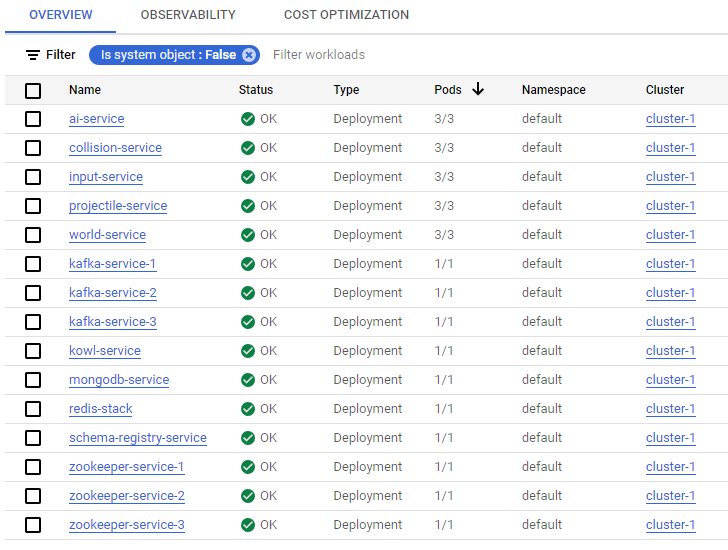 OVERVIEW OBSERVABILITY COST OPTIMIZATION
Filter Is system object : False Filter workloads
Name Status Type Pods Namespace Cluster
ai-service OK Deployment 3/3 default cluster-1
collision-service OK Deployment 3/3 default cluster-1
input-service OK Deployment 3/3 default cluster-1
projectile-service OK Deployment 3/3 default cluster-1
world-service OK Deployment 3/3 default cluster-1
kafka-service-1 OK Deployment 1/1 default cluster-1
kafka-service-2 OK Deployment 1/1 default cluster-1
kafka-service-3 OK Deployment 1/1 default cluster-1
kowl-service OK Deployment 1/1 default cluster-1
mongodb-service OK Deployment 1/1 default cluster-1
redis-stack OK Deployment 1/1 default cluster-1
schema-registry-service OK Deployment 1/1 default cluster-1
zookeeper-service-1 OK Deployment 1/1 default cluster-1
zookeeper-service-2 OK Deployment 1/1 default cluster-1
zookeeper-service-3 OK Deployment 1/1 default cluster-1